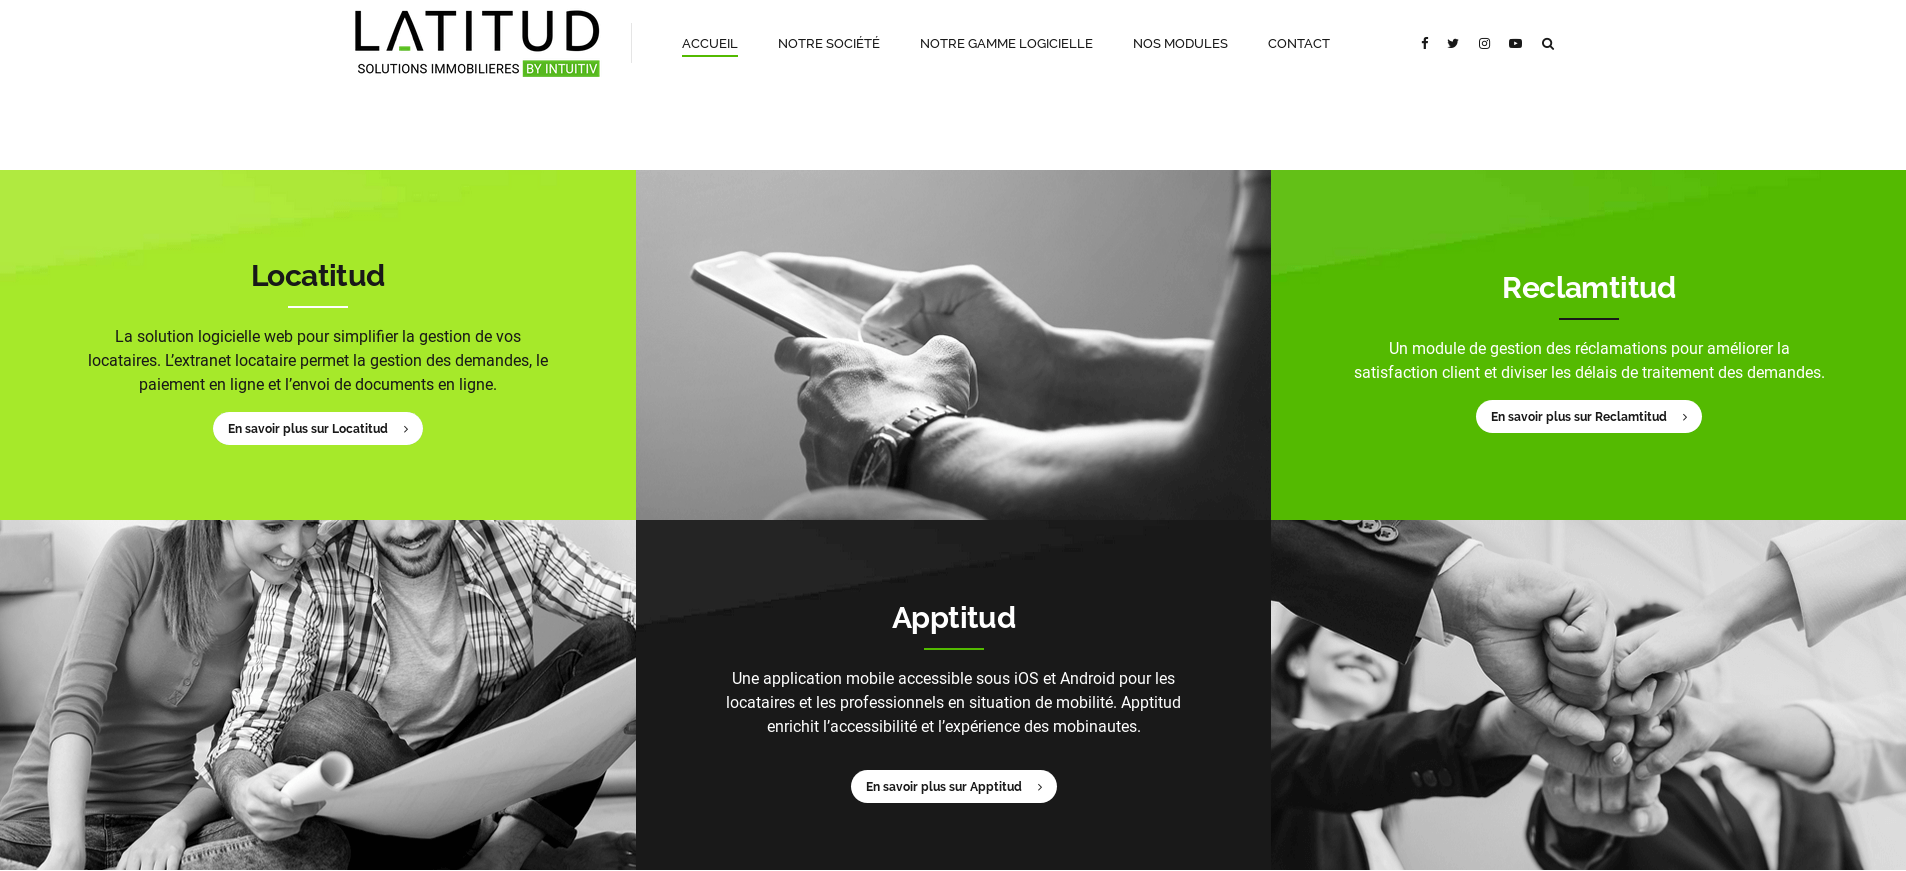 LATITUD
SOLUTIONS IMMOBILIERES BY INTUITIV
ACCUEIL
NOTRE SOCIÉTÉ
NOTRE GAMME LOGICIELLE
NOS MODULES
CONTACT
Locatitud
La solution logicielle web pour simplifier la gestion de vos
locataires. L’extranet locataire permet la gestion des demandes, le
paiement en ligne et l’envoi de documents en ligne.
En savoir plus sur Locatitud
Reclamtitud
Un module de gestion des réclamations pour améliorer la
satisfaction client et diviser les délais de traitement des demandes.
En savoir plus sur Reclamtitud
Apptitud
Une application mobile accessible sous iOS et Android pour les
locataires et les professionnels en situation de mobilité. Apptitud
enrichit l’accessibilité et l’expérience des mobinautes.
En savoir plus sur Apptitud